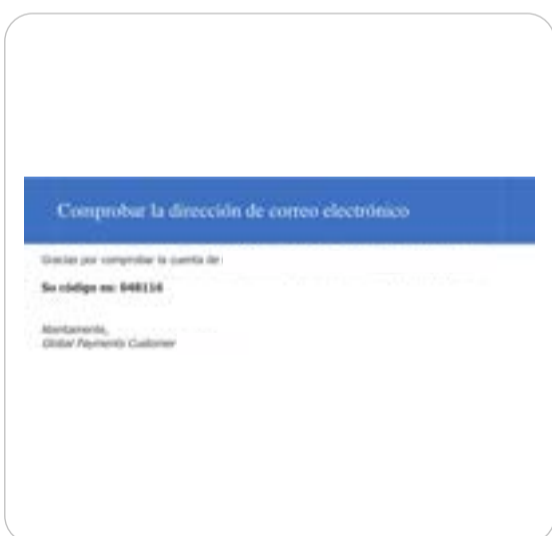 Comprobar la dirección de correo electrónico
Gracias por comprobar la cuenta de:
Su código es: 048116
Atentamente,
Global Payments Customer